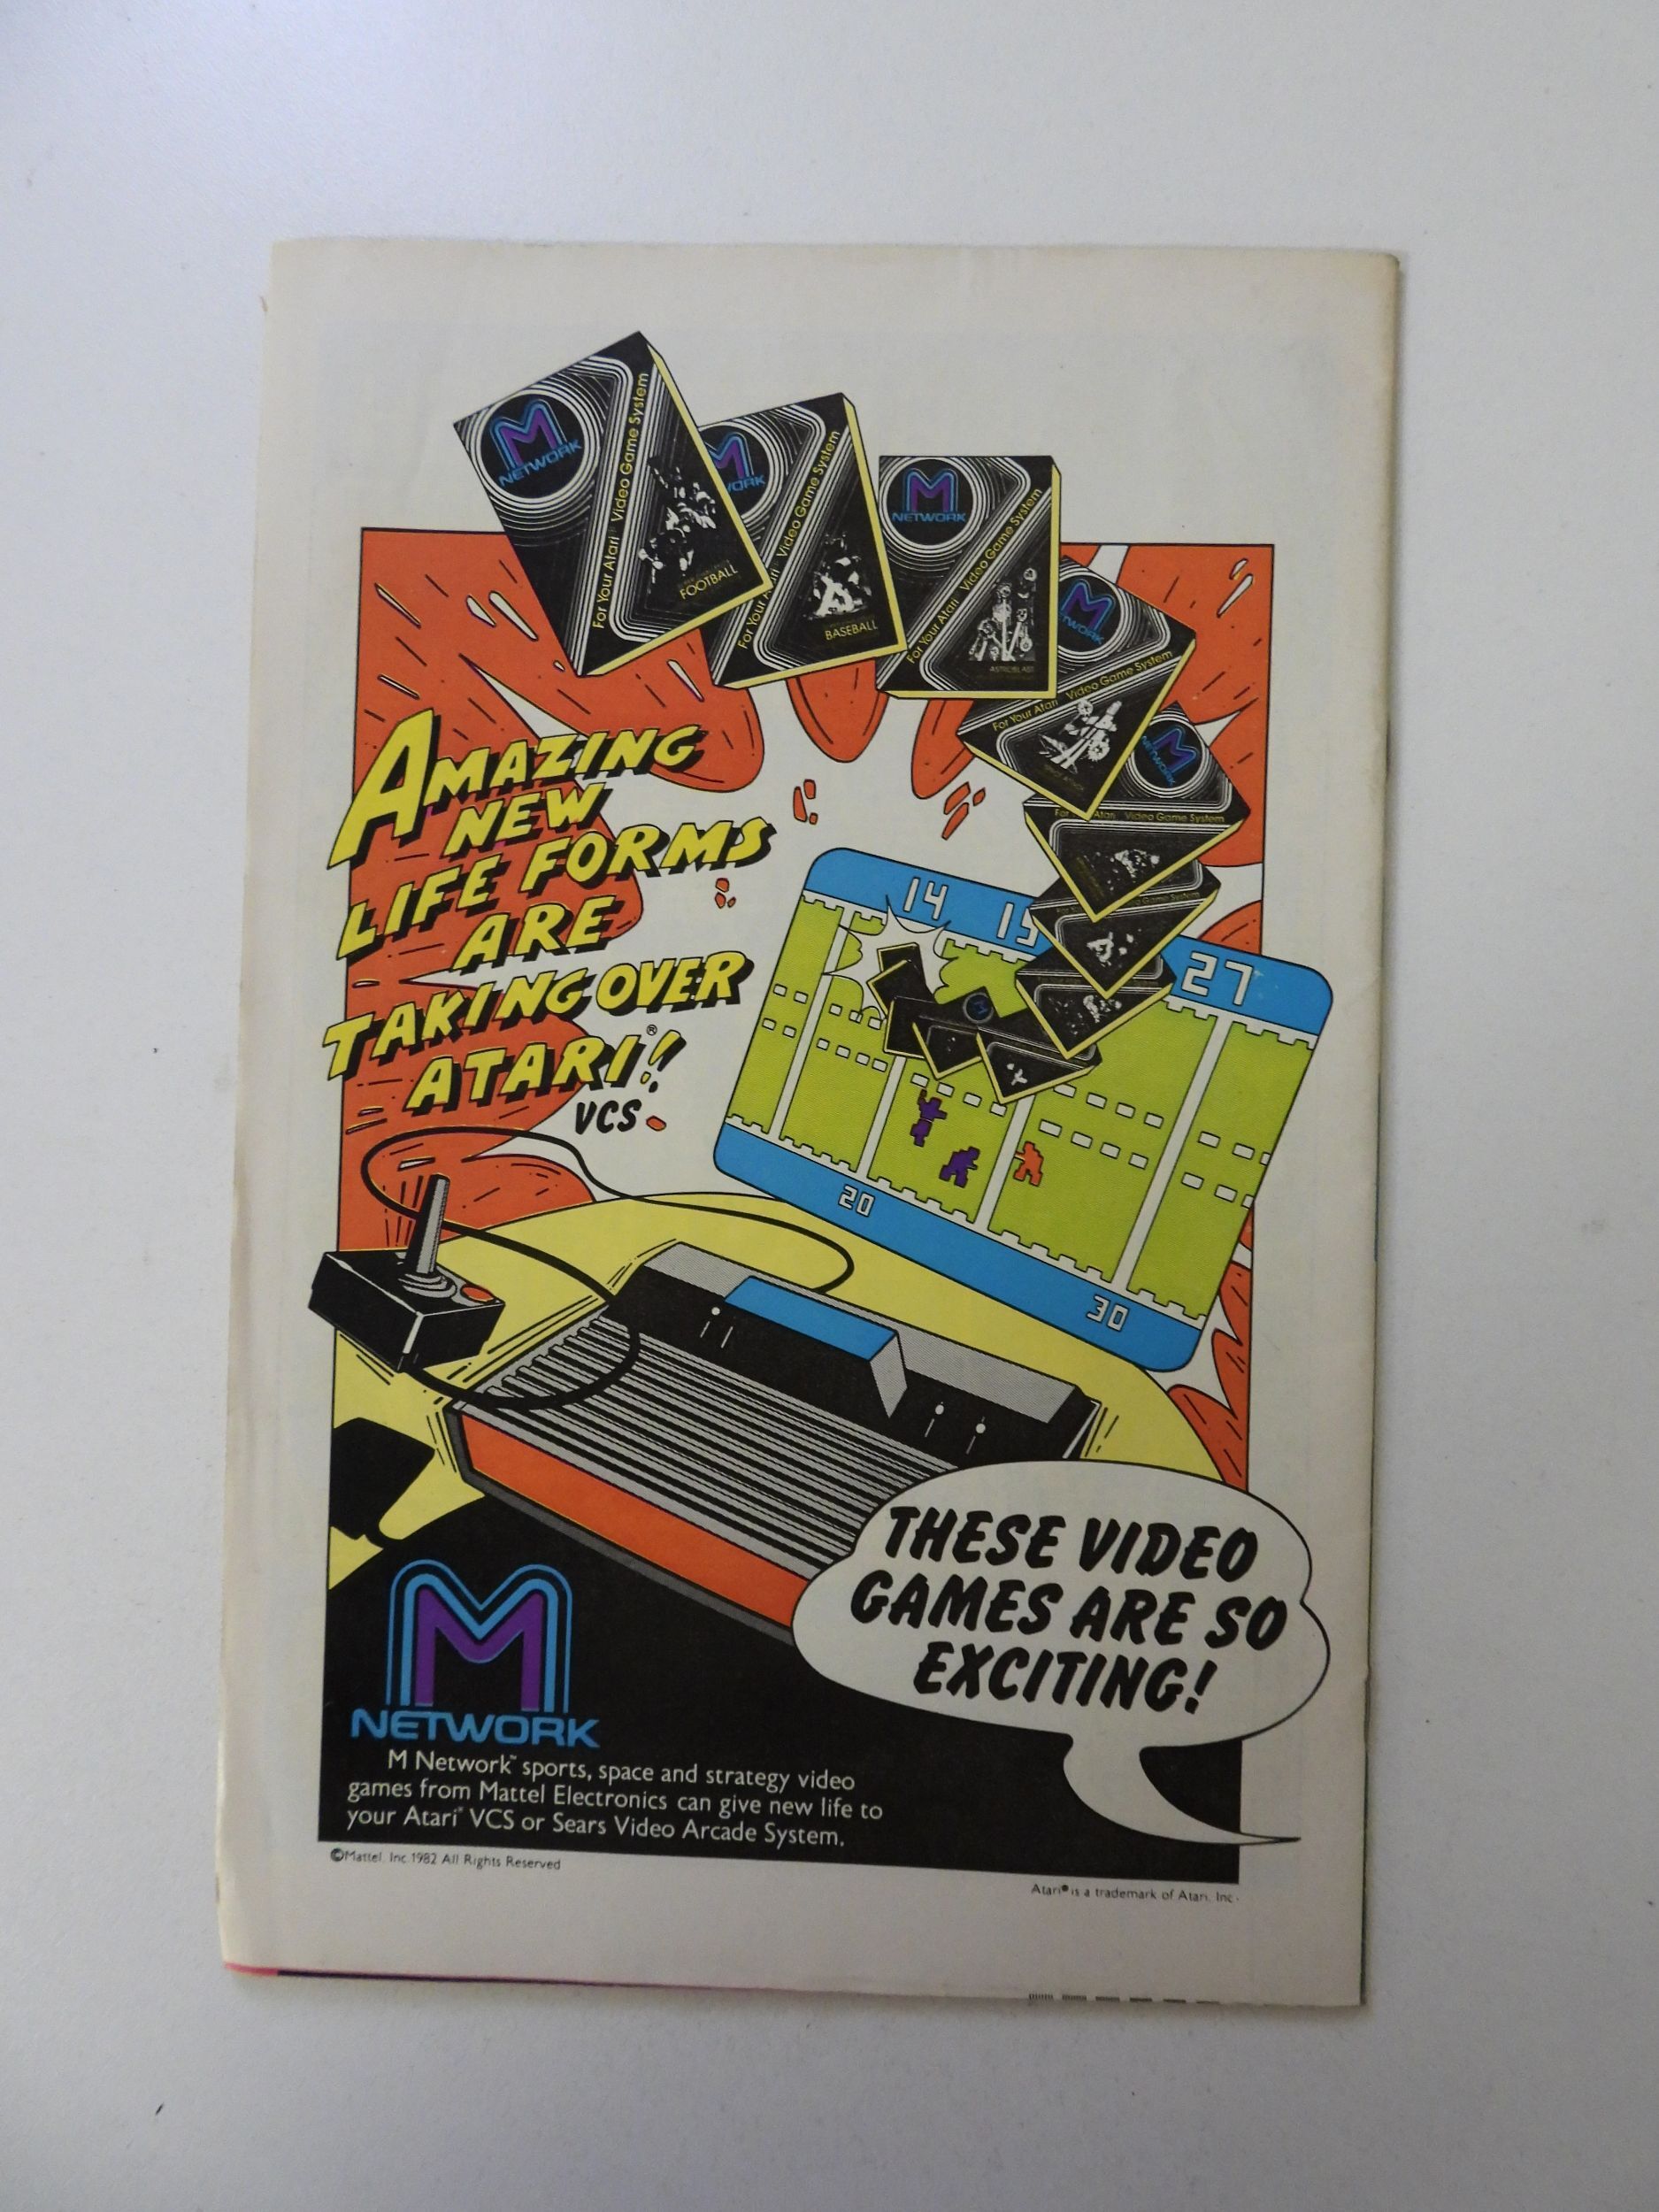 M
NETWORK
For Your Atari Video Game System
FOOTBALL
M
For Your Video Game System
BASEBALL
M
NETWORK
For Your Atari Video Game System
ASTROBLAST
M
For Your Atari Video Game System
SPACE ATTACK
M
NETWORK
Atari Video Game System
AMAZING
NEW
LIFE FORMS
ARE
TAKING OVER
ATARI®!
VCS
14 15 27
20
30
THESE VIDEO
GAMES ARE SO
EXCITING!
M
NETWORK
M Network™ sports, space and strategy video
games from Mattel Electronics can give new life to
your Atari® VCS or Sears Video Arcade System.
©Mattel, Inc 1982 All Rights Reserved
Atari® is a trademark of Atari, Inc.